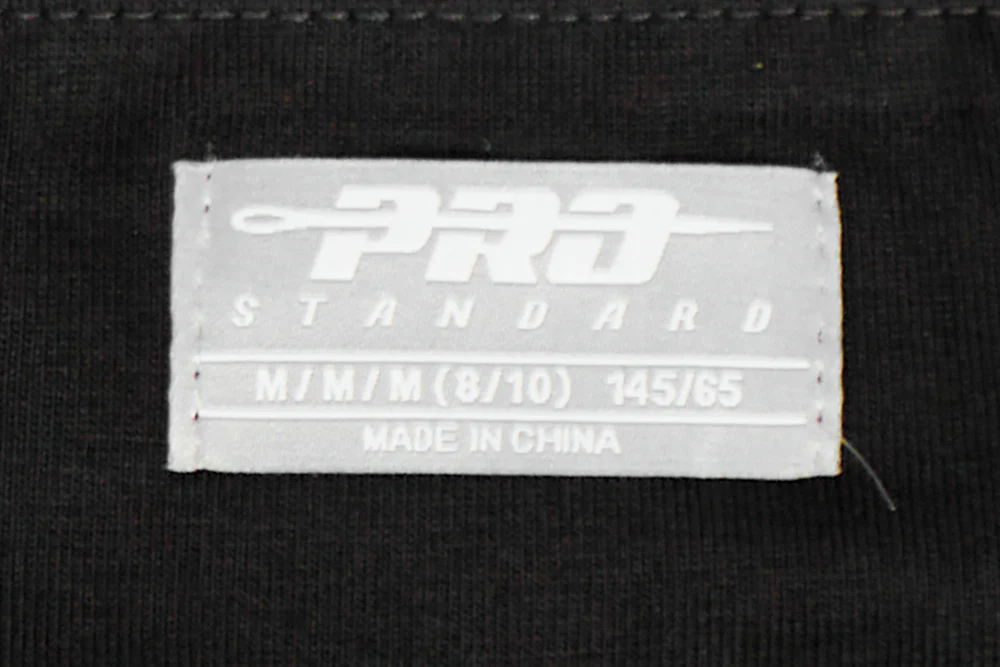 PRO
STANDARD
M/M/M (8/10) 145/65
MADE IN CHINA